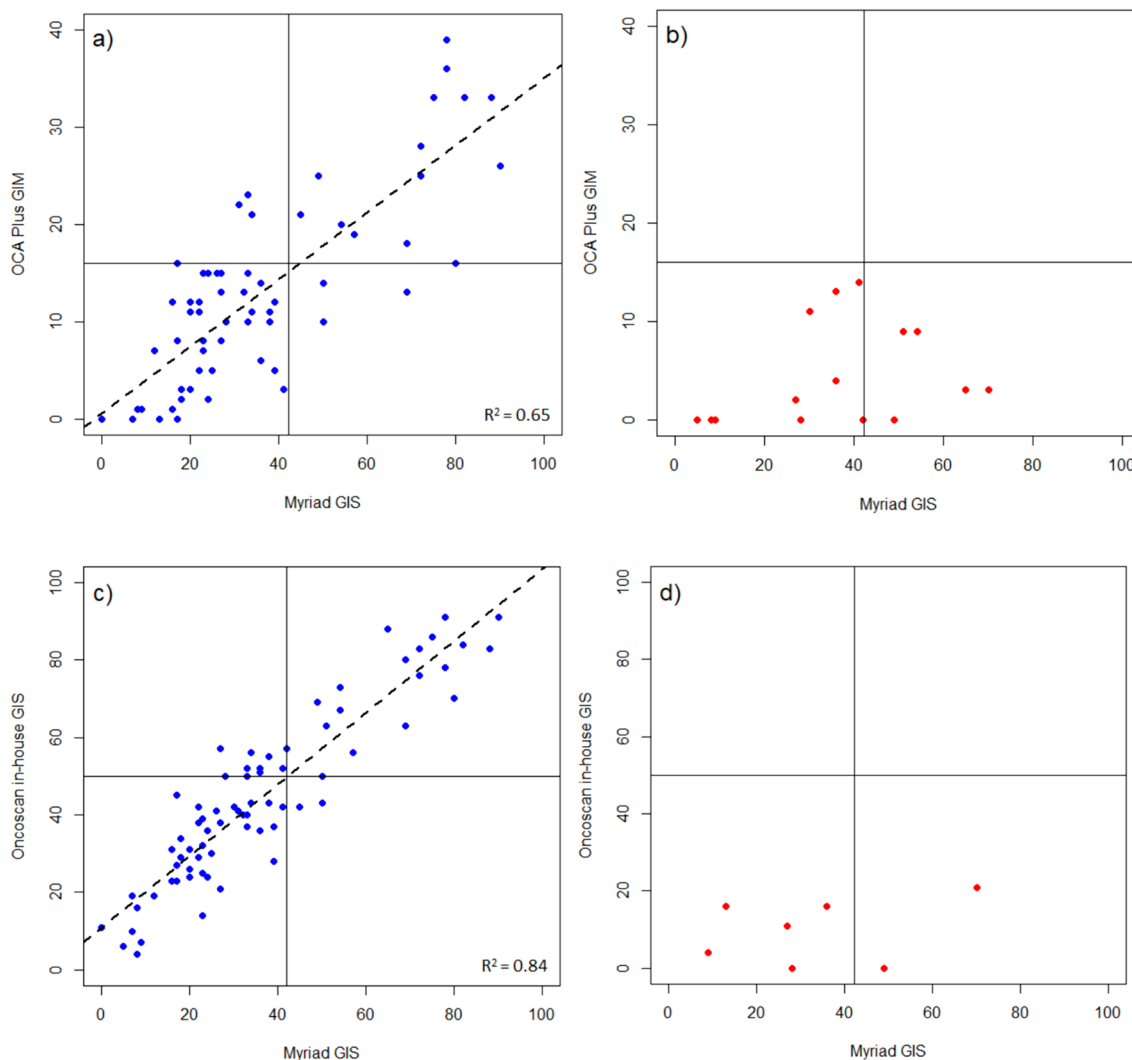 a)
OCA Plus GIM
40
30
20
10
0
R² = 0.65
0 20 40 60 80 100
Myriad GIS
b)
OCA Plus GIM
40
30
20
10
0
0 20 40 60 80 100
Myriad GIS
c)
Oncoscan in-house GIS
100
80
60
40
20
0
R² = 0.84
0 20 40 60 80 100
Myriad GIS
d)
Oncoscan in-house GIS
100
80
60
40
20
0
0 20 40 60 80 100
Myriad GIS